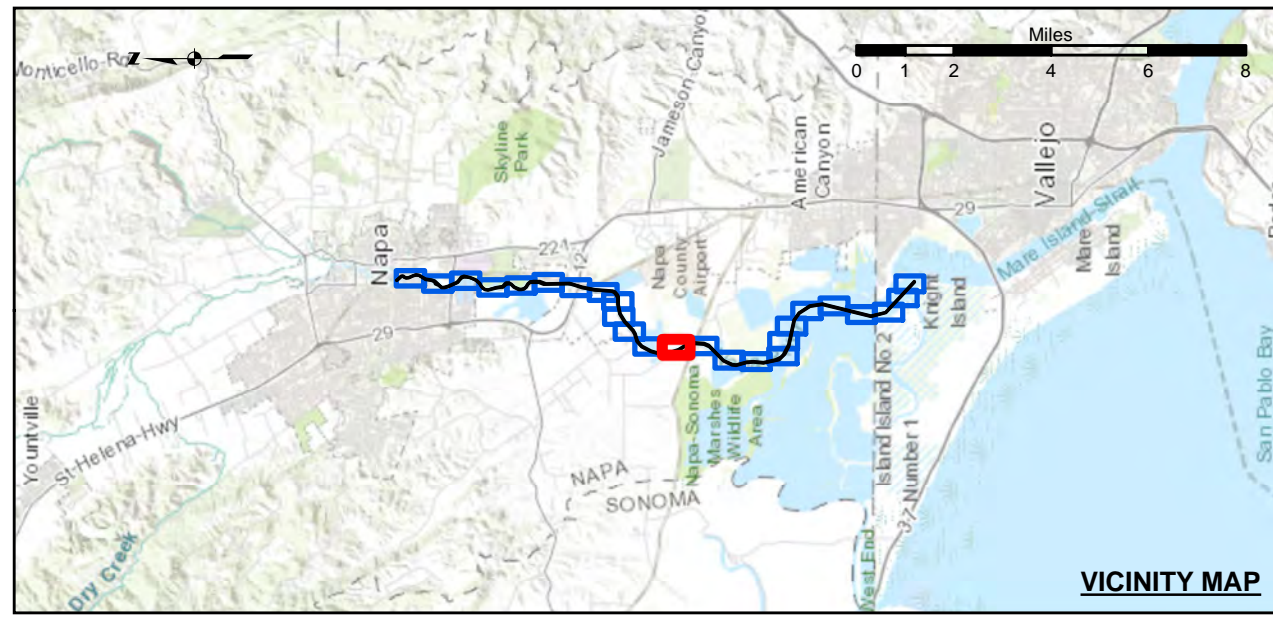 Miles
0 1 2 4 6 8
Monticello-Rd
Z
Jameson Canyo
Skyline
Park
American
Canyon
Vallejo
29
Mare Island-Strait
Mare
Island
Napa
221
12
Napa
County
Airport
Knight
Island
29
Yountville
St-Helena-Hwy
Napa-Sonoma
Marshes
Wildlife
Area
Island Island No 2
37-Number 1
San Pablo Bay
NAPA
SONOMA
Dry Creek
West End
VICINITY MAP